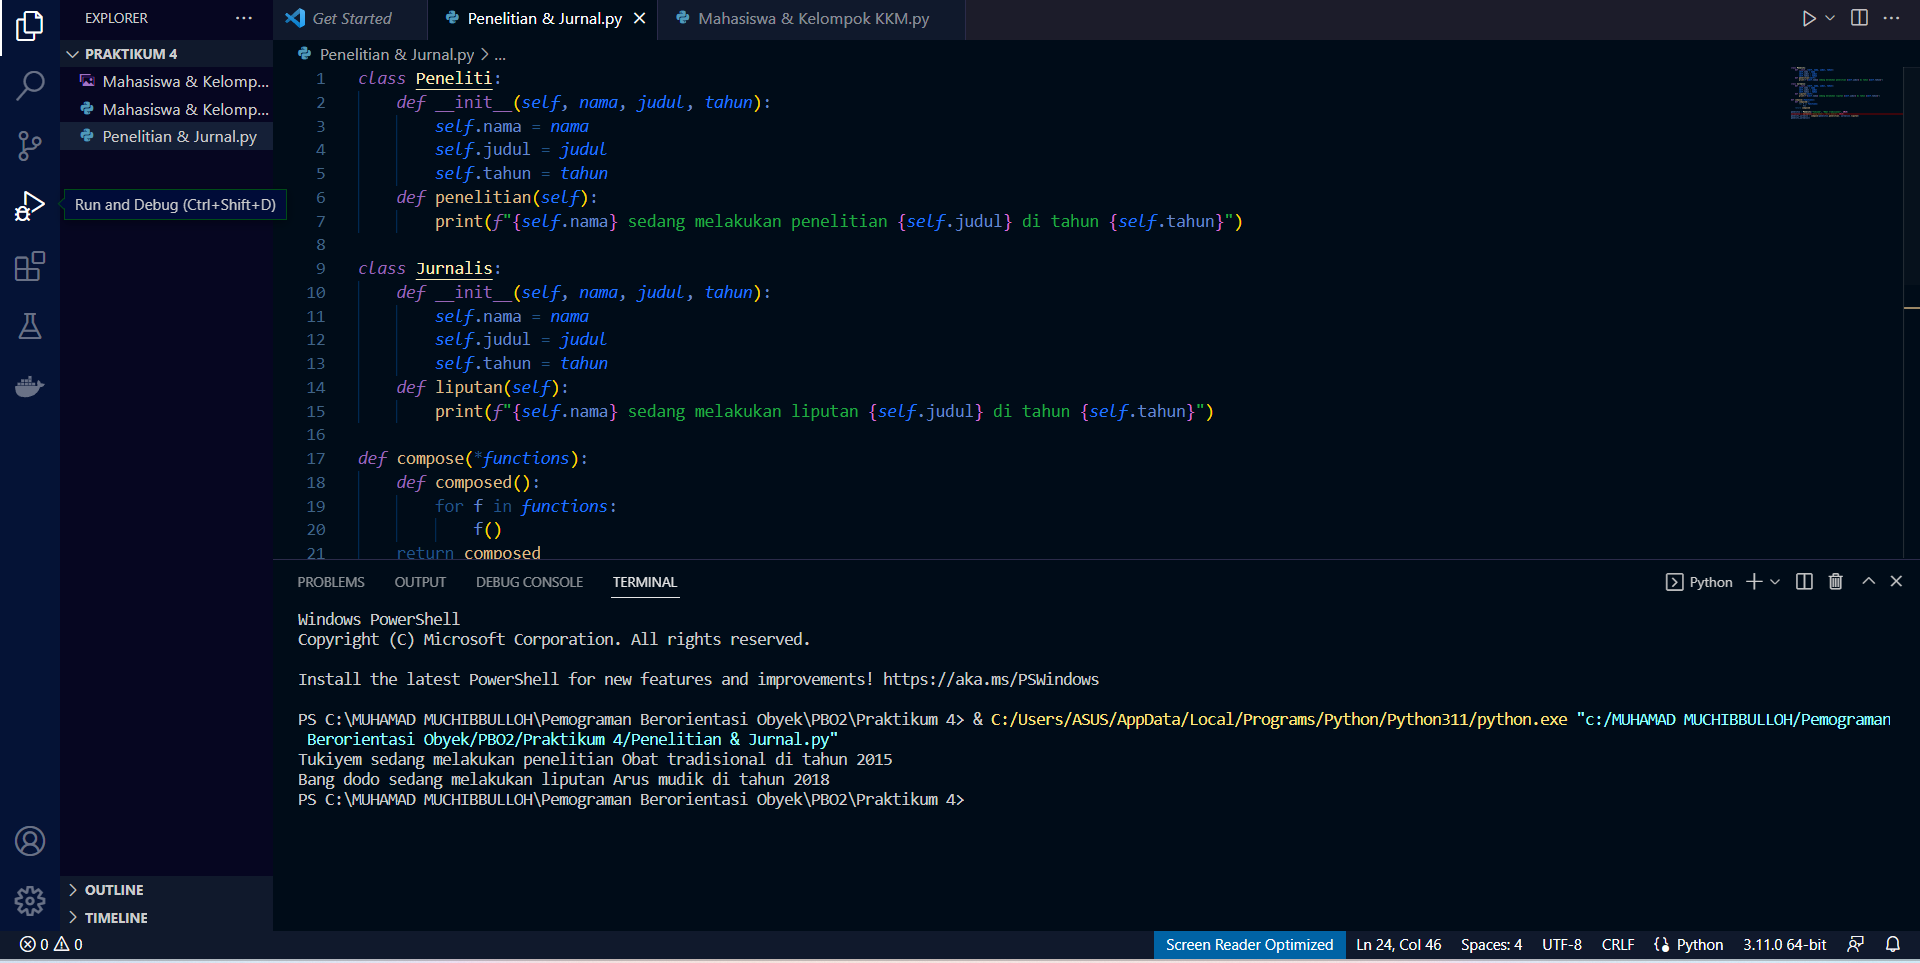 EXPLORER ···
PRAKTIKUM 4
Mahasiswa & Kelomp...
Mahasiswa & Kelomp...
Penelitian & Jurnal.py
Run and Debug (Ctrl+Shift+D)
OUTLINE
TIMELINE
Get Started Penelitian & Jurnal.py Mahasiswa & Kelompok KKM.py
Penelitian & Jurnal.py > ...
1 class Peneliti:
2 def __init__(self, nama, judul, tahun):
3 self.nama = nama
4 self.judul = judul
5 self.tahun = tahun
6 def penelitian(self):
7 print(f"{self.nama} sedang melakukan penelitian {self.judul} di tahun {self.tahun}")
8
9 class Jurnalis:
10 def __init__(self, nama, judul, tahun):
11 self.nama = nama
12 self.judul = judul
13 self.tahun = tahun
14 def liputan(self):
15 print(f"{self.nama} sedang melakukan liputan {self.judul} di tahun {self.tahun}")
16
17 def compose(*functions):
18 def composed():
19 for f in functions:
20 f()
21 return composed
PROBLEMS OUTPUT DEBUG CONSOLE TERMINAL Python
Windows PowerShell
Copyright (C) Microsoft Corporation. All rights reserved.
Install the latest PowerShell for new features and improvements! https://aka.ms/PSWindows
PS C:\MUHAMAD MUCHIBBULLOH\Pemograman Berorientasi Obyek\PBO2\Praktikum 4> & C:/Users/ASUS/AppData/Local/Programs/Python/Python311/python.exe "c:/MUHAMAD MUCHIBBULLOH/Pemograman
Berorientasi Obyek/PBO2/Praktikum 4/Penelitian & Jurnal.py"
Tukiyem sedang melakukan penelitian Obat tradisional di tahun 2015
Bang dodo sedang melakukan liputan Arus mudik di tahun 2018
PS C:\MUHAMAD MUCHIBBULLOH\Pemograman Berorientasi Obyek\PBO2\Praktikum 4>
0 0 Screen Reader Optimized Ln 24, Col 46 Spaces: 4 UTF-8 CRLF Python 3.11.0 64-bit